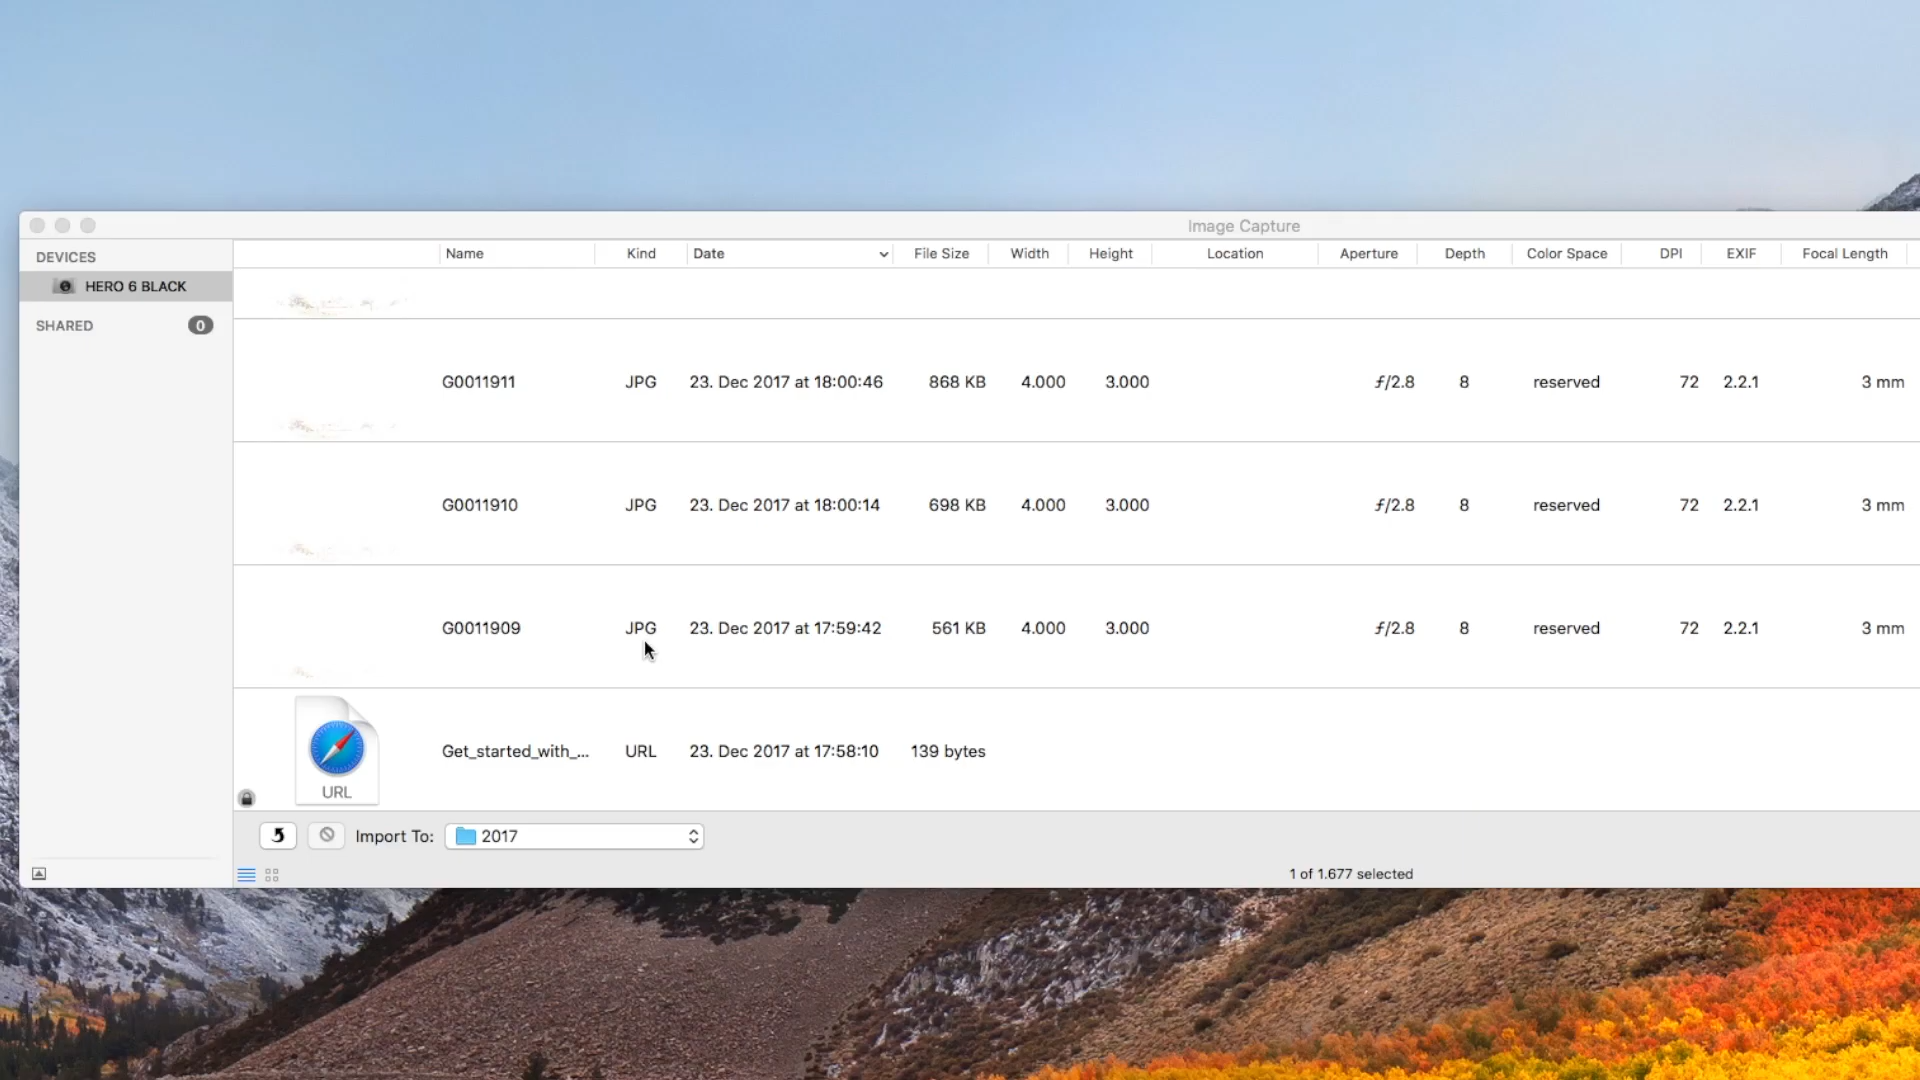 Image Capture
DEVICES
HERO 6 BLACK
SHARED 0
Name Kind Date File Size Width Height Location Aperture Depth Color Space DPI EXIF Focal Length
G0011911 JPG 23. Dec 2017 at 18:00:46 868 KB 4.000 3.000 ƒ/2.8 8 reserved 72 2.2.1 3 mm
G0011910 JPG 23. Dec 2017 at 18:00:14 698 KB 4.000 3.000 ƒ/2.8 8 reserved 72 2.2.1 3 mm
G0011909 JPG 23. Dec 2017 at 17:59:42 561 KB 4.000 3.000 ƒ/2.8 8 reserved 72 2.2.1 3 mm
Get_started_with_... URL 23. Dec 2017 at 17:58:10 139 bytes
URL
Import To: 2017
1 of 1.677 selected